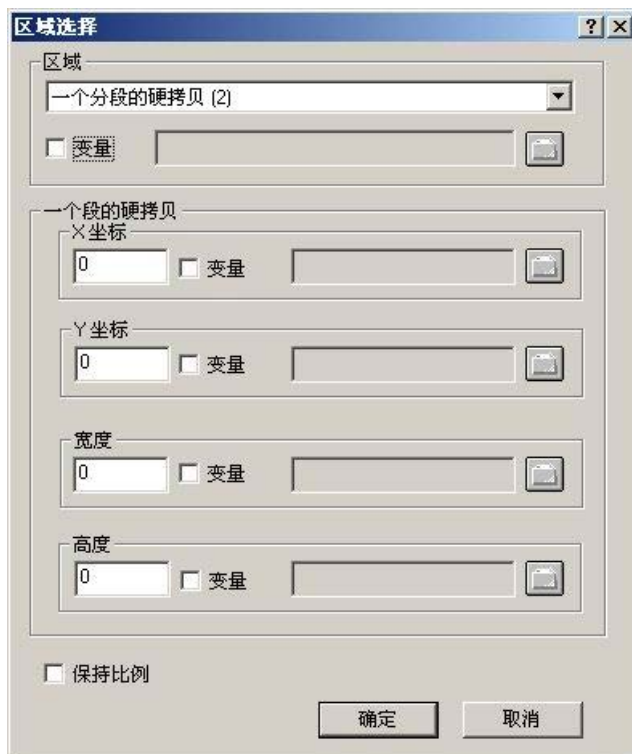 区域选择
区域
一个分段的硬拷贝 (2)
变量
一个段的硬拷贝
X坐标
0 变量
Y坐标
0 变量
宽度
0 变量
高度
0 变量
保持比例
确定 取消